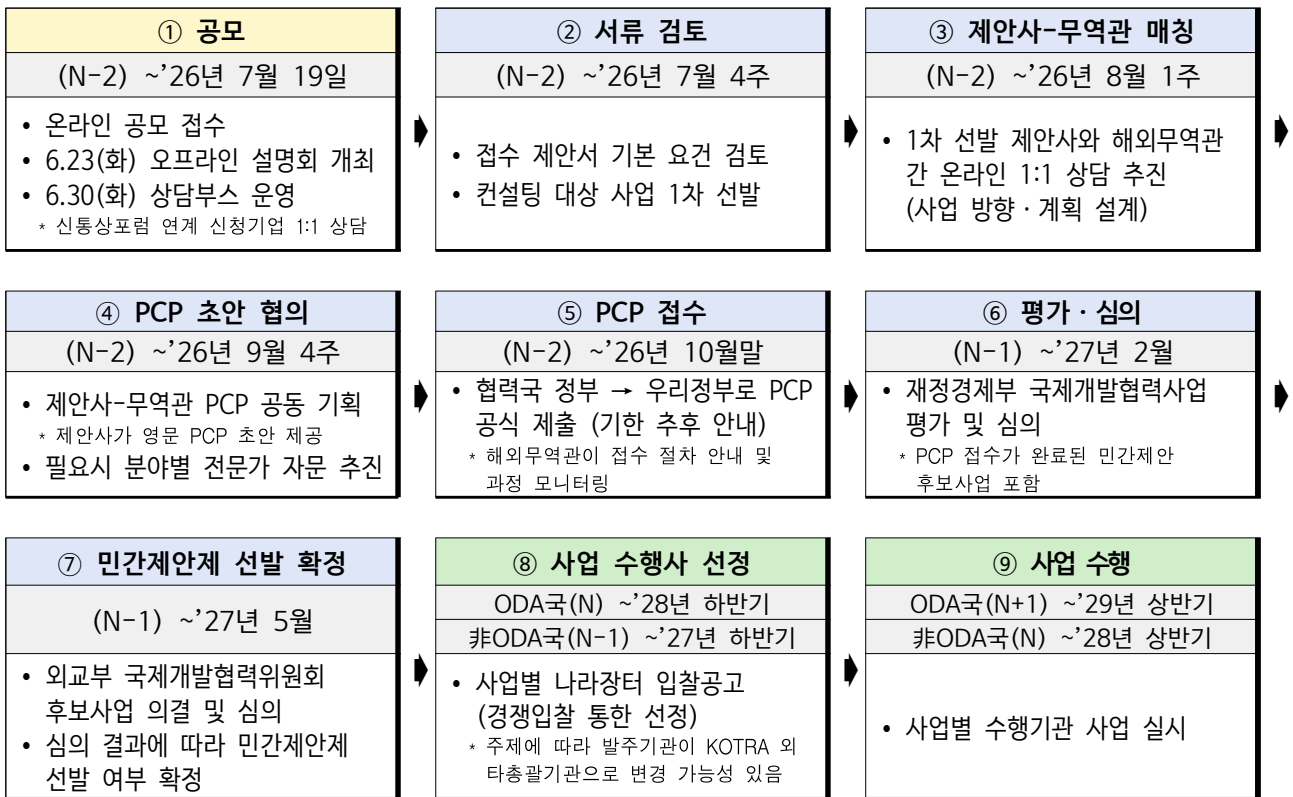 ① 공모
(N-2) ~’26년 7월 19일
• 온라인 공모 접수
• 6.23(화) 오프라인 설명회 개최
• 6.30(화) 상담부스 운영
* 신통상포럼 연계 신청기업 1:1 상담
② 서류 검토
(N-2) ~’26년 7월 4주
• 접수 제안서 기본 요건 검토
• 컨설팅 대상 사업 1차 선발
③ 제안사-무역관 매칭
(N-2) ~’26년 8월 1주
• 1차 선발 제안사와 해외무역관
간 온라인 1:1 상담 추진
(사업 방향 · 계획 설계)
④ PCP 초안 협의
(N-2) ~’26년 9월 4주
• 제안사-무역관 PCP 공동 기획
* 제안사가 영문 PCP 초안 제공
• 필요시 분야별 전문가 자문 추진
⑤ PCP 접수
(N-2) ~’26년 10월말
• 협력국 정부 → 우리정부로 PCP
공식 제출 (기한 추후 안내)
* 해외무역관이 접수 절차 안내 및
과정 모니터링
⑥ 평가 · 심의
(N-1) ~’27년 2월
• 재정경제부 국제개발협력사업
평가 및 심의
* PCP 접수가 완료된 민간제안
후보사업 포함
⑦ 민간제안제 선발 확정
(N-1) ~’27년 5월
• 외교부 국제개발협력위원회
후보사업 의결 및 심의
• 심의 결과에 따라 민간제안제
선발 여부 확정
⑧ 사업 수행사 선정
ODA국(N) ~’28년 하반기
非ODA국(N-1) ~’27년 하반기
• 사업별 나라장터 입찰공고
(경쟁입찰 통한 선정)
* 주제에 따라 발주기관이 KOTRA 외
타총괄기관으로 변경 가능성 있음
⑨ 사업 수행
ODA국(N+1) ~’29년 상반기
非ODA국(N) ~’28년 상반기
• 사업별 수행기관 사업 실시